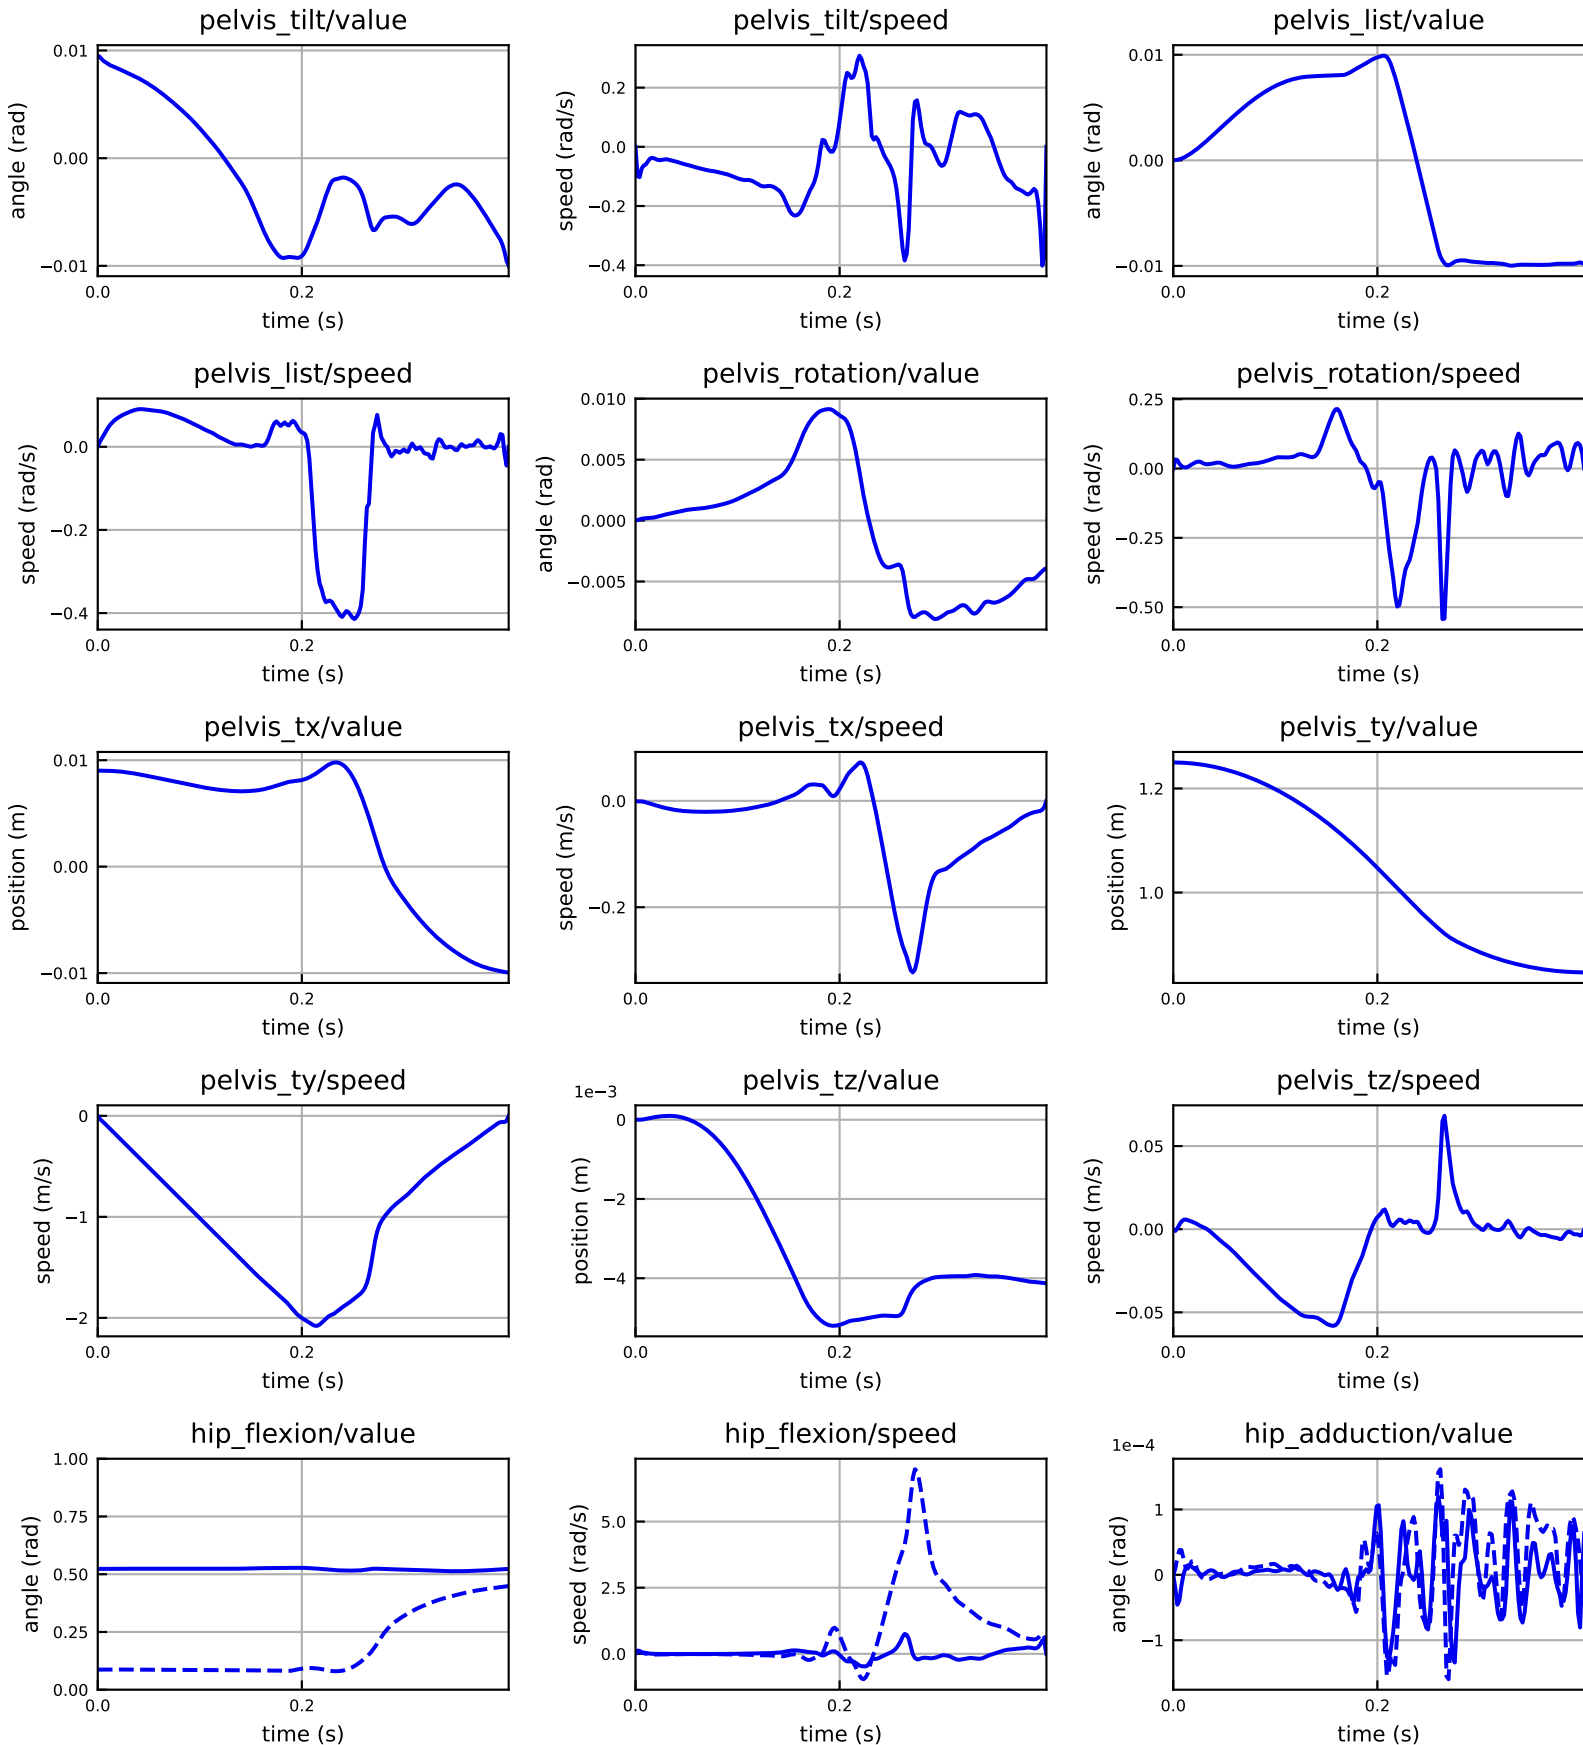 pelvis_tilt/value
pelvis_tilt/speed
pelvis_list/value
angle (rad)
0.01
0.00
−0.01
0.0
0.2
time (s)
speed (rad/s)
0.2
0.0
−0.2
−0.4
0.0
0.2
time (s)
angle (rad)
0.01
0.00
−0.01
0.0
0.2
time (s)
pelvis_list/speed
pelvis_rotation/value
pelvis_rotation/speed
speed (rad/s)
0.0
−0.2
−0.4
0.0
0.2
time (s)
angle (rad)
0.010
0.005
0.000
−0.005
0.0
0.2
time (s)
speed (rad/s)
0.25
0.00
−0.25
−0.50
0.0
0.2
time (s)
pelvis_tx/value
pelvis_tx/speed
pelvis_ty/value
position (m)
0.01
0.00
−0.01
0.0
0.2
time (s)
speed (m/s)
0.0
−0.2
0.0
0.2
time (s)
position (m)
1.2
1.0
0.0
0.2
time (s)
pelvis_ty/speed
pelvis_tz/value
pelvis_tz/speed
speed (m/s)
0
−1
−2
0.0
0.2
time (s)
1e−3
position (m)
0
−2
−4
0.0
0.2
time (s)
speed (m/s)
0.05
0.00
−0.05
0.0
0.2
time (s)
hip_flexion/value
hip_flexion/speed
hip_adduction/value
angle (rad)
1.00
0.75
0.50
0.25
0.00
0.0
0.2
time (s)
speed (rad/s)
5.0
2.5
0.0
0.0
0.2
time (s)
1e−4
angle (rad)
1
0
−1
0.0
0.2
time (s)